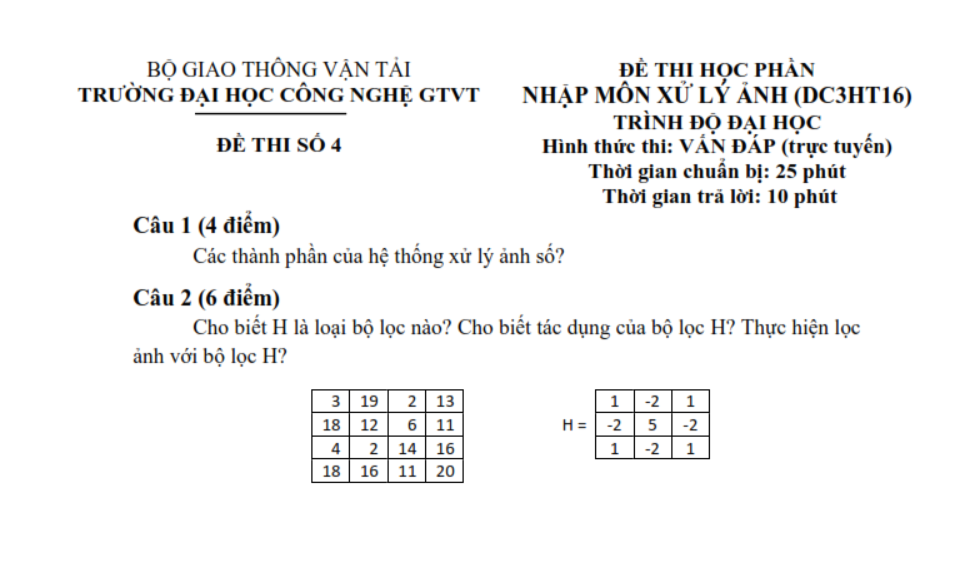 BỘ GIAO THÔNG VẬN TẢI
TRƯỜNG ĐẠI HỌC CÔNG NGHỆ GTVT
ĐỀ THI SỐ 4
ĐỀ THI HỌC PHẦN
NHẬP MÔN XỬ LÝ ẢNH (DC3HT16)
TRÌNH ĐỘ ĐẠI HỌC
Hình thức thi: VẤN ĐÁP (trực tuyến)
Thời gian chuẩn bị: 25 phút
Thời gian trả lời: 10 phút
Câu 1 (4 điểm)
Các thành phần của hệ thống xử lý ảnh số?
Câu 2 (6 điểm)
Cho biết H là loại bộ lọc nào? Cho biết tác dụng của bộ lọc H? Thực hiện lọc
ảnh với bộ lọc H?
3 19 2 13
18 12 6 11
4 2 14 16
18 16 11 20
H =
1 -2 1
-2 5 -2
1 -2 1